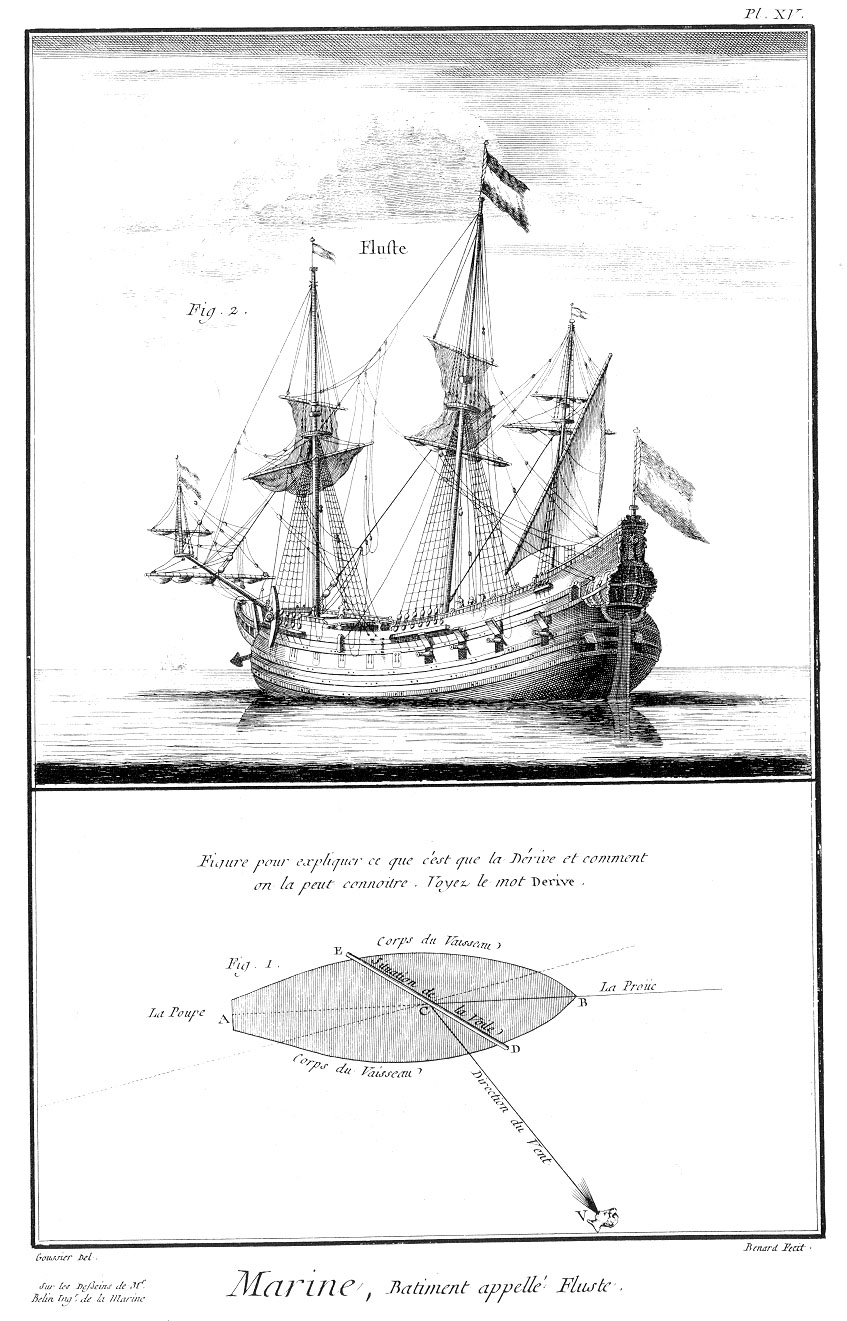 Pl. XV.
Fluste
Fig. 2.
Figure pour expliquer ce que c'est que la Dérive et comment
on la peut connoître. Voyez le mot Derive.
E
Corps du Vaisseau
Fig. 1.
Situation de la Voile
La Proüe
B
La Poupe
A
C
D
Corps du Vaisseau
Direction du Vent
V
Goussier Del.
Benard Fecit.
Sur les Desseins de Mr.
Belin Ingr. de la Marine
Marine, Batiment appellé Fluste.